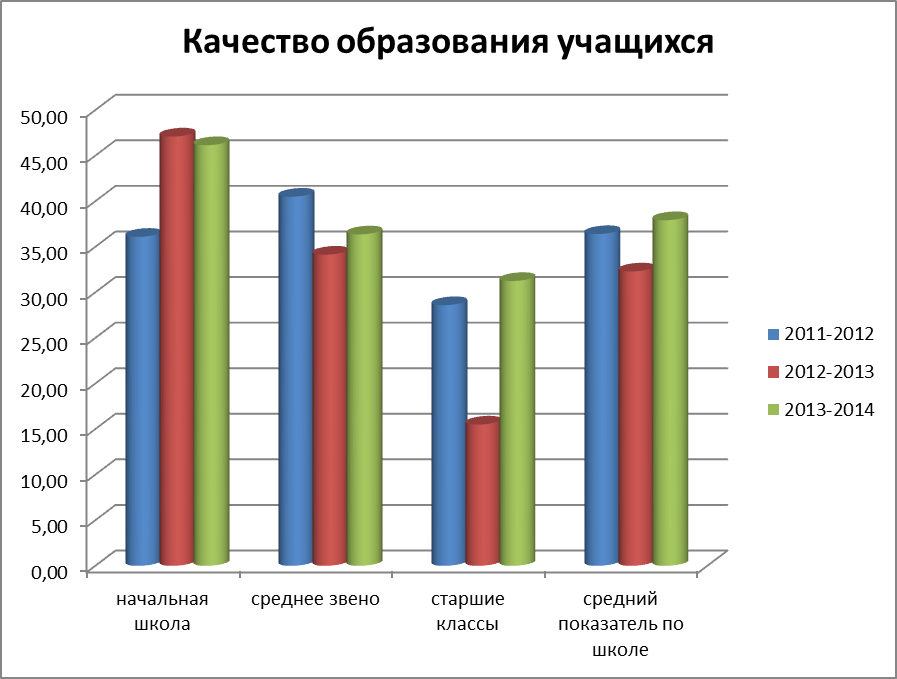 Качество образования учащихся
50,00
45,00
40,00
35,00
30,00
25,00
20,00
15,00
10,00
5,00
0,00
начальная
школа
среднее звено
старшие
классы
средний
показатель по
школе
2011-2012
2012-2013
2013-2014